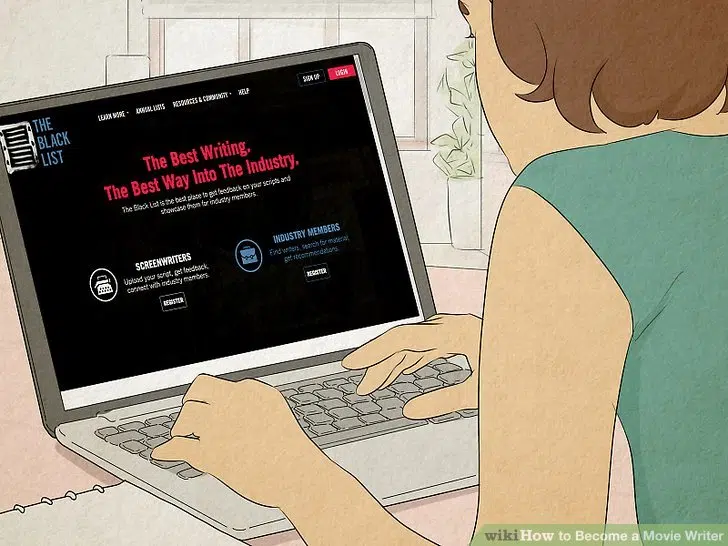 SIGN UP
LOGIN
LEARN MORE
ANNUAL LISTS
RESOURCES & COMMUNITY
HELP
THE
BLACK
LIST
The Best Writing.
The Best Way Into The Industry.
The Black List is the best place to get feedback on your scripts and
showcase them for industry members.
SCREENWRITERS
Upload your script, get feedback,
connect with industry members.
REGISTER
INDUSTRY MEMBERS
Find writers, search for material,
get recommendations.
REGISTER
wikiHow to Become a Movie Writer